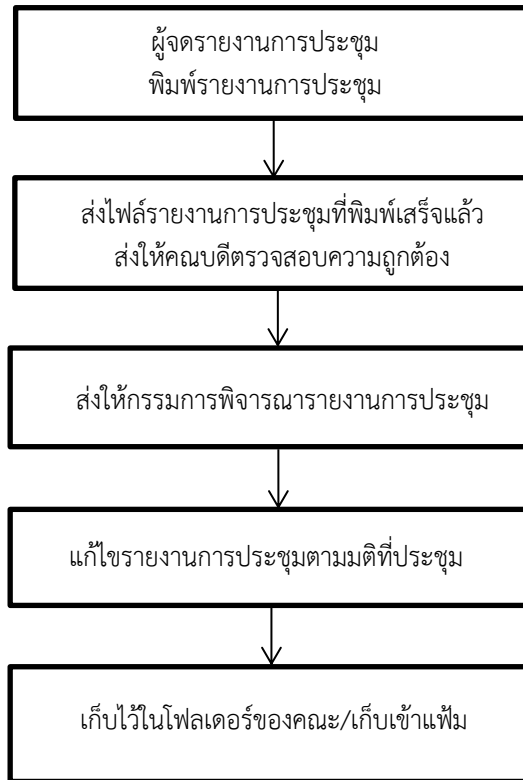 ผู้จดรายงานการประชุม
พิมพ์รายงานการประชุม
ส่งไฟล์รายงานการประชุมที่พิมพ์เสร็จแล้ว
ส่งให้คณบดีตรวจสอบความถูกต้อง
ส่งให้กรรมการพิจารณารายงานการประชุม
แก้ไขรายงานการประชุมตามมติที่ประชุม
เก็บไว้ในโฟลเดอร์ของคณะ/เก็บเข้าแฟ้ม